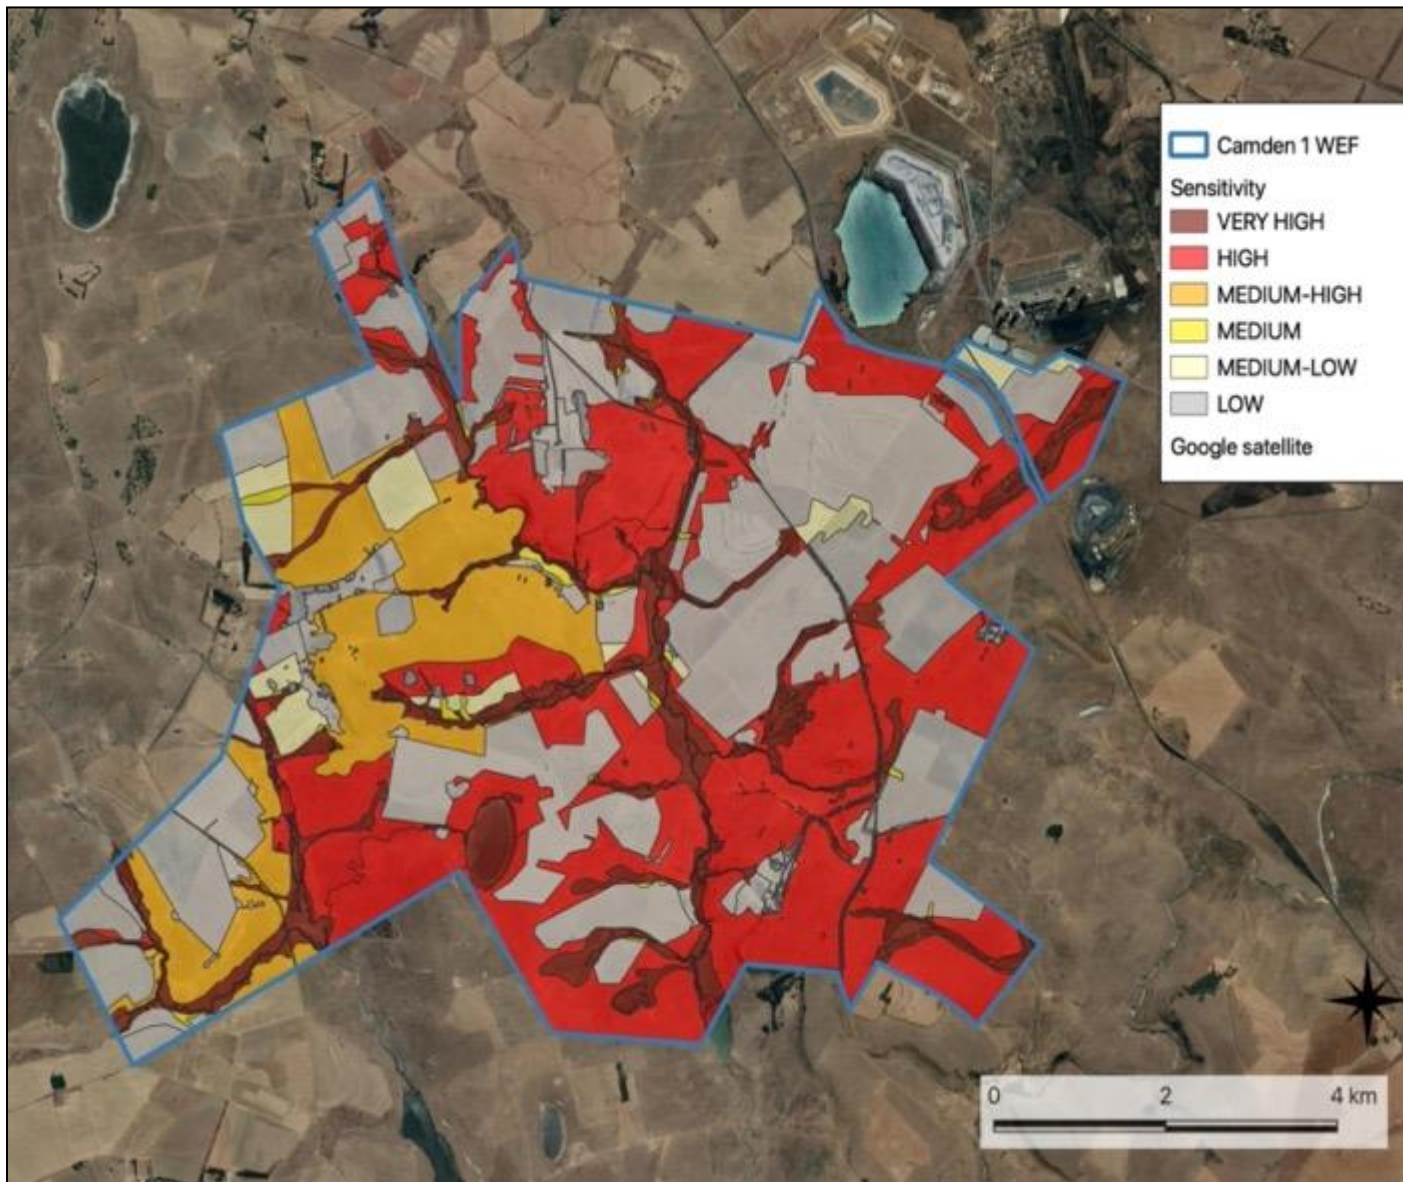 Camden 1 WEF
Sensitivity
VERY HIGH
HIGH
MEDIUM-HIGH
MEDIUM
MEDIUM-LOW
LOW
Google satellite
0 2 4 km